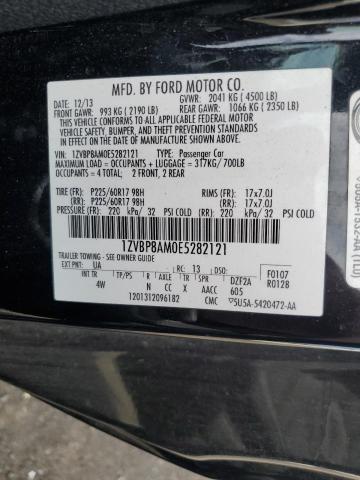 MFD. BY FORD MOTOR CO.
12/13 GVWR: 2041 KG ( 4500 LB)
FRONT GAWR: 993 KG ( 2190 LB) REAR GAWR: 1066 KG ( 2350 LB)
THIS VEHICLE CONFORMS TO ALL APPLICABLE FEDERAL MOTOR VEHICLE
SAFETY, BUMPER, AND THEFT PREVENTION STANDARDS IN EFFECT ON THE
DATE OF MANUFACTURE SHOWN ABOVE.
VEHICLE: 1ZVBP8AM0E5282121 TYPE: Passenger Car
MAXIMUM LOAD = OCCUPANTS + LUGGAGE = 317KG/ 700LB
OCCUPANTS: 4 TOTAL; 2 FRONT, 2 REAR
TIRE (FR): P225/60R17 98H RIMS (FR): 17x7.0J
(RR): P225/60R17 98H (RR): 17x7.0J
PRESSURE (FR): 220 kPa/ 32 PSI COLD (RR): 220 kPa/ 32 PSI COLD
1ZVBP8AM0E5282121
TRAILER TOWING - SEE OWNER GUIDE
EXT PNT: UA RC: 13 DSO: F0107
INT TR TP/PS R AXLE TR SPR DZF2A R0128
4W N CC X AACC 605
1201312096182 CMC 5U5A-5420472-AA